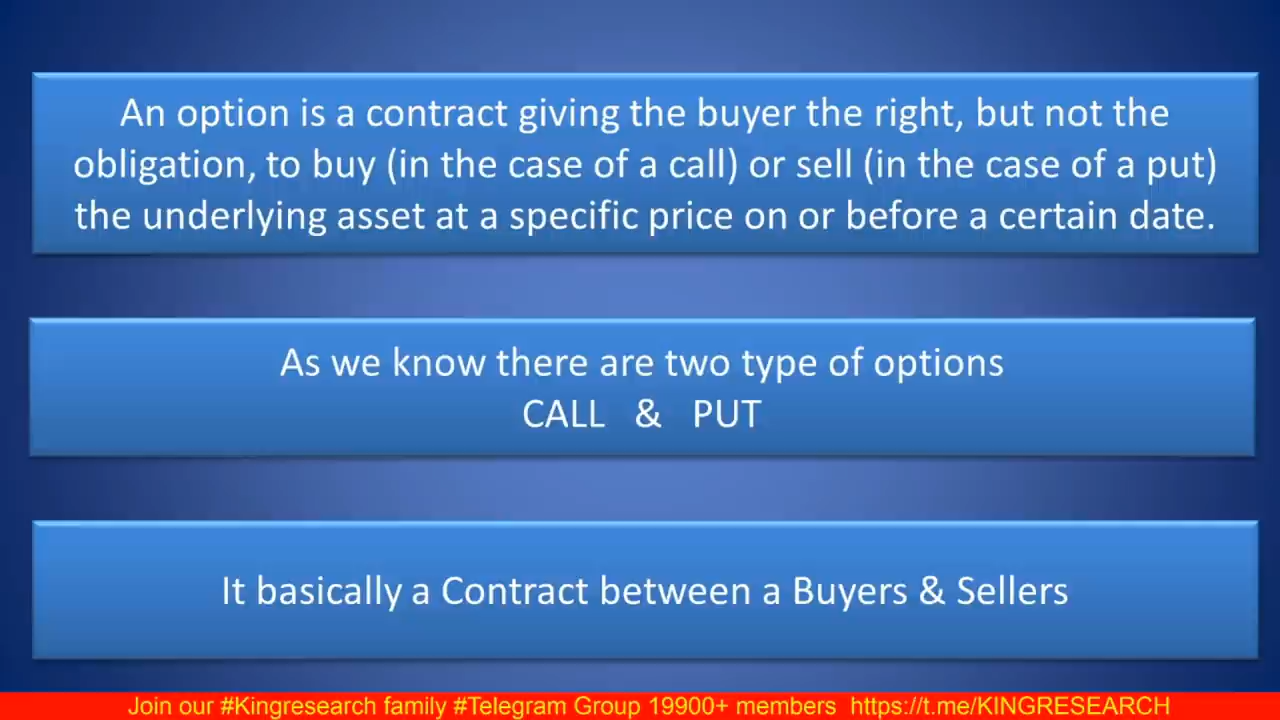 An option is a contract giving the buyer the right, but not the
obligation, to buy (in the case of a call) or sell (in the case of a put)
the underlying asset at a specific price on or before a certain date.
As we know there are two type of options
CALL & PUT
It basically a Contract between a Buyers & Sellers
Join our #Kingresearch family #Telegram Group 19900+ members https://t.me/KINGRESEARCH